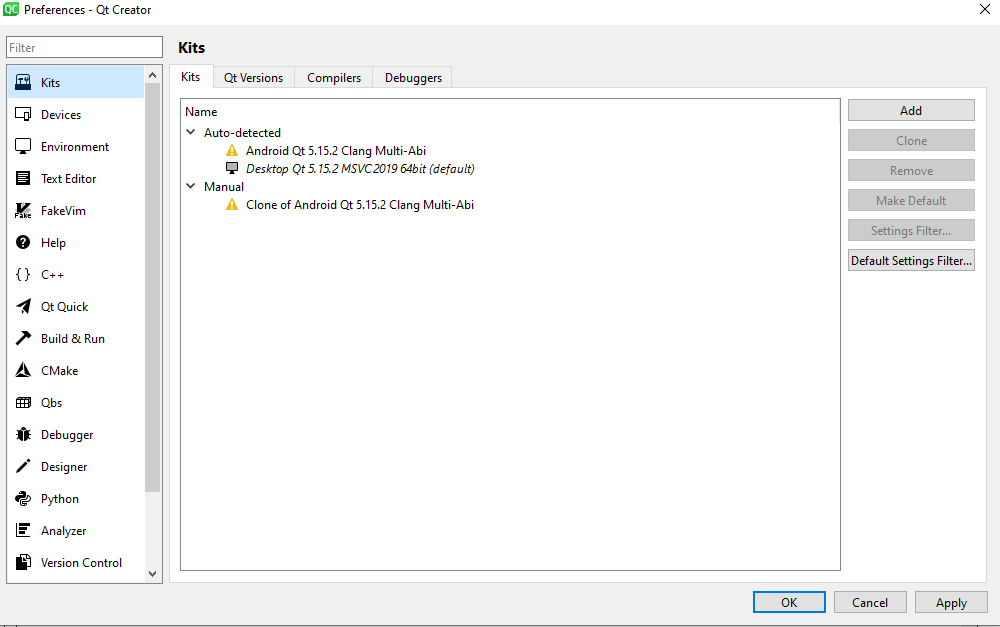 QC Preferences - Qt Creator
Filter
Kits
Devices
Environment
Text Editor
FakeVim
Help
C++
Qt Quick
Build & Run
CMake
Qbs
Debugger
Designer
Python
Analyzer
Version Control
Kits
Kits Qt Versions Compilers Debuggers
Name
Auto-detected
Android Qt 5.15.2 Clang Multi-Abi
Desktop Qt 5.15.2 MSVC2019 64bit (default)
Manual
Clone of Android Qt 5.15.2 Clang Multi-Abi
Add
Clone
Remove
Make Default
Settings Filter...
Default Settings Filter...
OK Cancel Apply